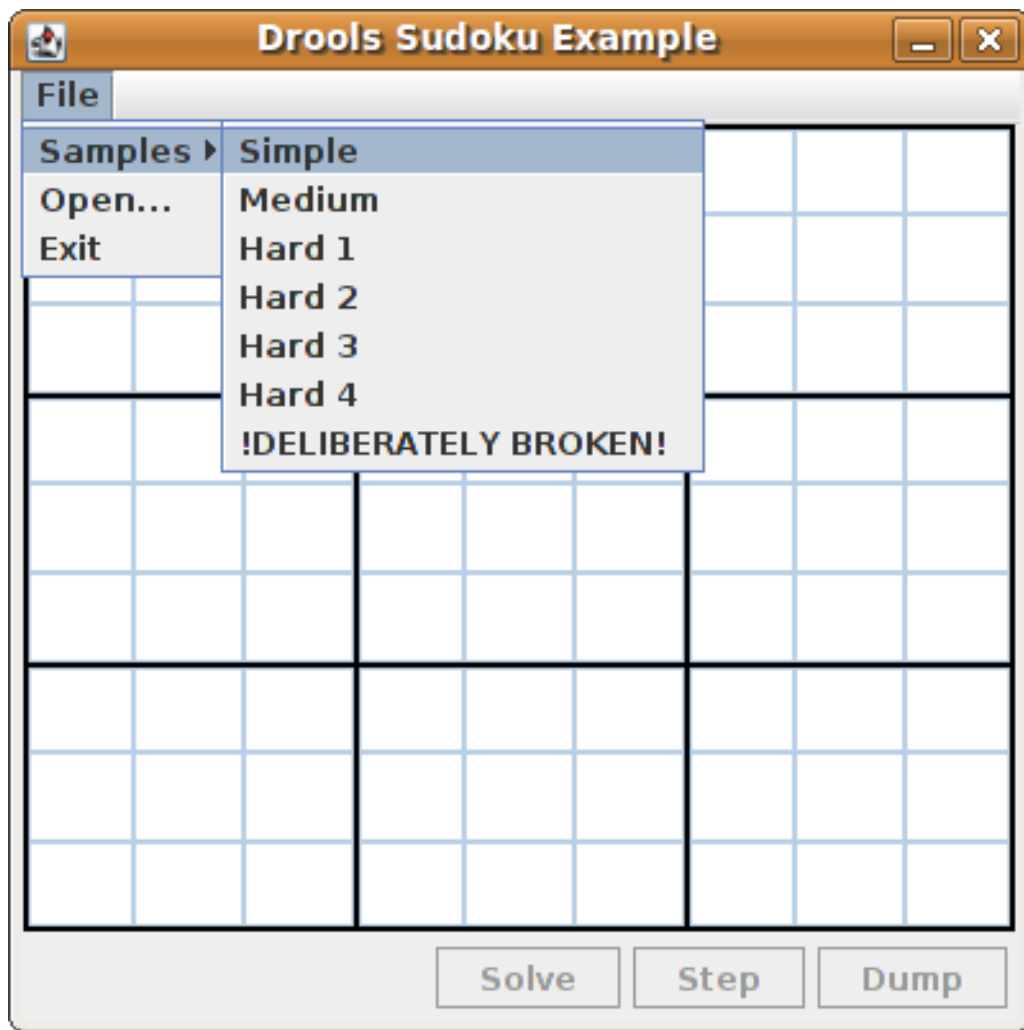 Drools Sudoku Example
File
Samples
Open...
Exit
Simple
Medium
Hard 1
Hard 2
Hard 3
Hard 4
!DELIBERATELY BROKEN!
Solve Step Dump